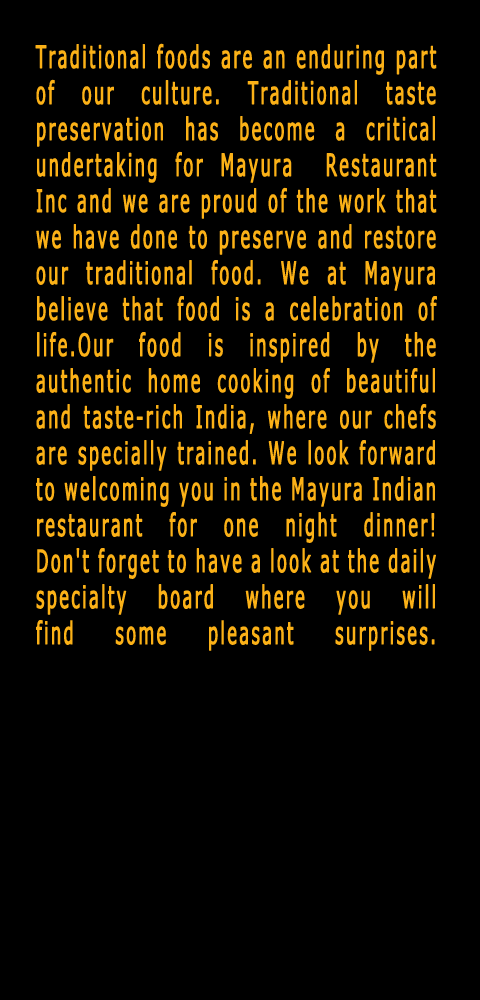 Traditional foods are an enduring part
of our culture. Traditional taste
preservation has become a critical
undertaking for Mayura Restaurant
Inc and we are proud of the work that
we have done to preserve and restore
our traditional food. We at Mayura
believe that food is a celebration of
life.Our food is inspired by the
authentic home cooking of beautiful
and taste-rich India, where our chefs
are specially trained. We look forward
to welcoming you in the Mayura Indian
restaurant for one night dinner!
Don't forget to have a look at the daily
specialty board where you will
find some pleasant surprises.